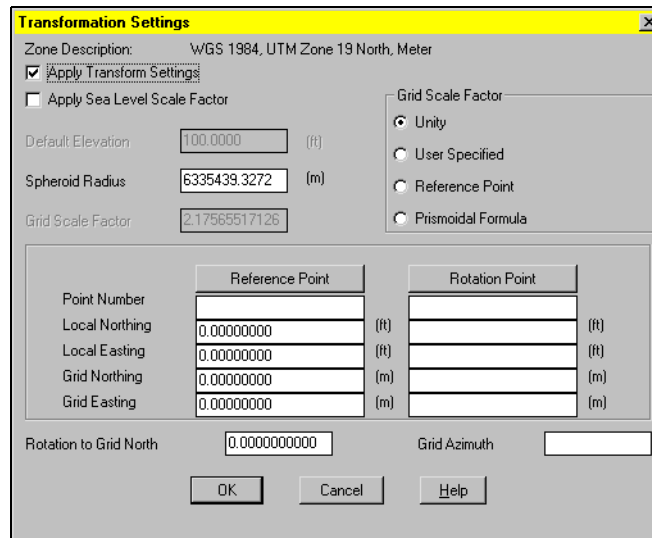 Transformation Settings
Zone Description: WGS 1984, UTM Zone 19 North, Meter
Apply Transform Settings
Apply Sea Level Scale Factor
Grid Scale Factor
Unity
User Specified
Reference Point
Prismoidal Formula
Default Elevation 100.0000 (ft)
Spheroid Radius 6335439.3272 (m)
Grid Scale Factor 2.17565517126
Reference Point Rotation Point
Point Number
Local Northing 0.00000000 (ft) (ft)
Local Easting 0.00000000 (ft) (ft)
Grid Northing 0.00000000 (m) (m)
Grid Easting 0.00000000 (m) (m)
Rotation to Grid North 0.0000000000 Grid Azimuth
OK Cancel Help